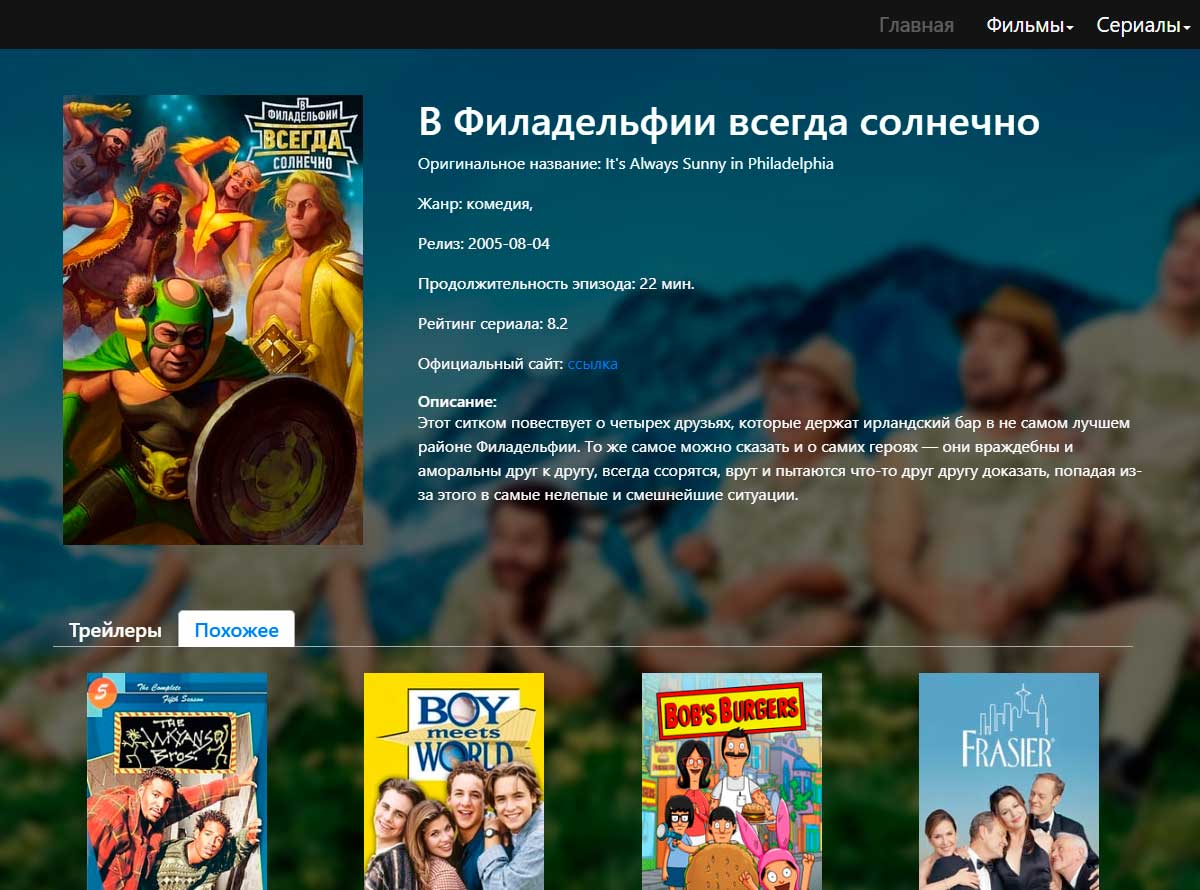 Главная
Фильмы
Сериалы
В
ФИЛАДЕЛЬФИИ
ВСЕГДА
СОЛНЕЧНО
В Филадельфии всегда солнечно
Оригинальное название: It's Always Sunny in Philadelphia
Жанр: комедия,
Релиз: 2005-08-04
Продолжительность эпизода: 22 мин.
Рейтинг сериала: 8.2
Официальный сайт: ссылка
Описание:
Этот ситком повествует о четырех друзьях, которые держат ирландский бар в не самом лучшем
районе Филадельфии. То же самое можно сказать и о самих героях — они враждебны и
аморальны друг к другу, всегда ссорятся, врут и пытаются что-то друг другу доказать, попадая из-
за этого в самые нелепые и смешнейшие ситуации.
Трейлеры
Похожее
5
The Complete
Fifth Season
THE
WAYANS
Bros.
BOY
meets
WORLD
BOB'S BURGERS
FRASIER